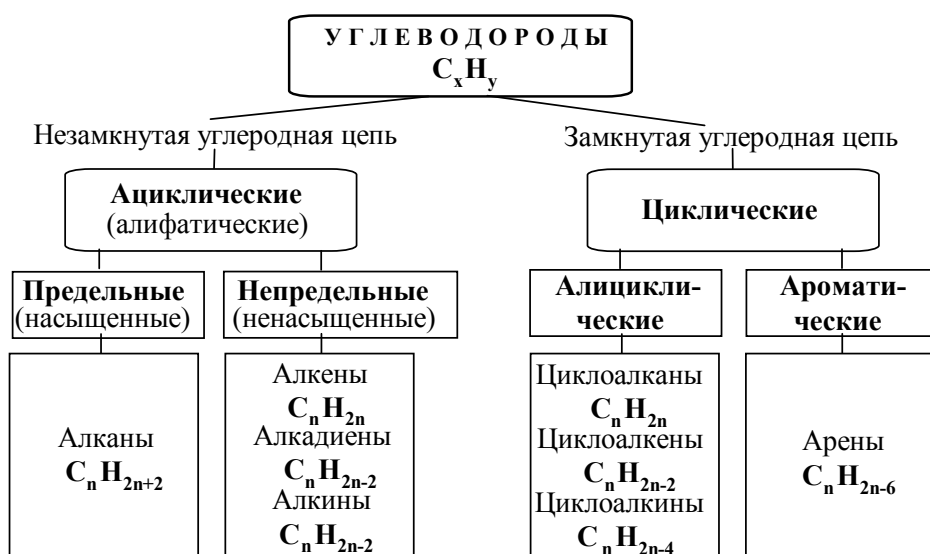 У Г Л Е В О Д О Р О Д Ы
CxHy
Незамкнутая углеродная цепь
Замкнутая углеродная цепь
Ациклические
(алифатические)
Циклические
Предельные
(насыщенные)
Непредельные
(ненасыщенные)
Алицикли-
ческие
Аромати-
ческие
Алканы
CnH2n+2
Алкены
CnH2n
Алкадиены
CnH2n-2
Алкины
CnH2n-2
Циклоалканы
CnH2n
Циклоалкены
CnH2n-2
Циклоалкины
CnH2n-4
Арены
CnH2n-6